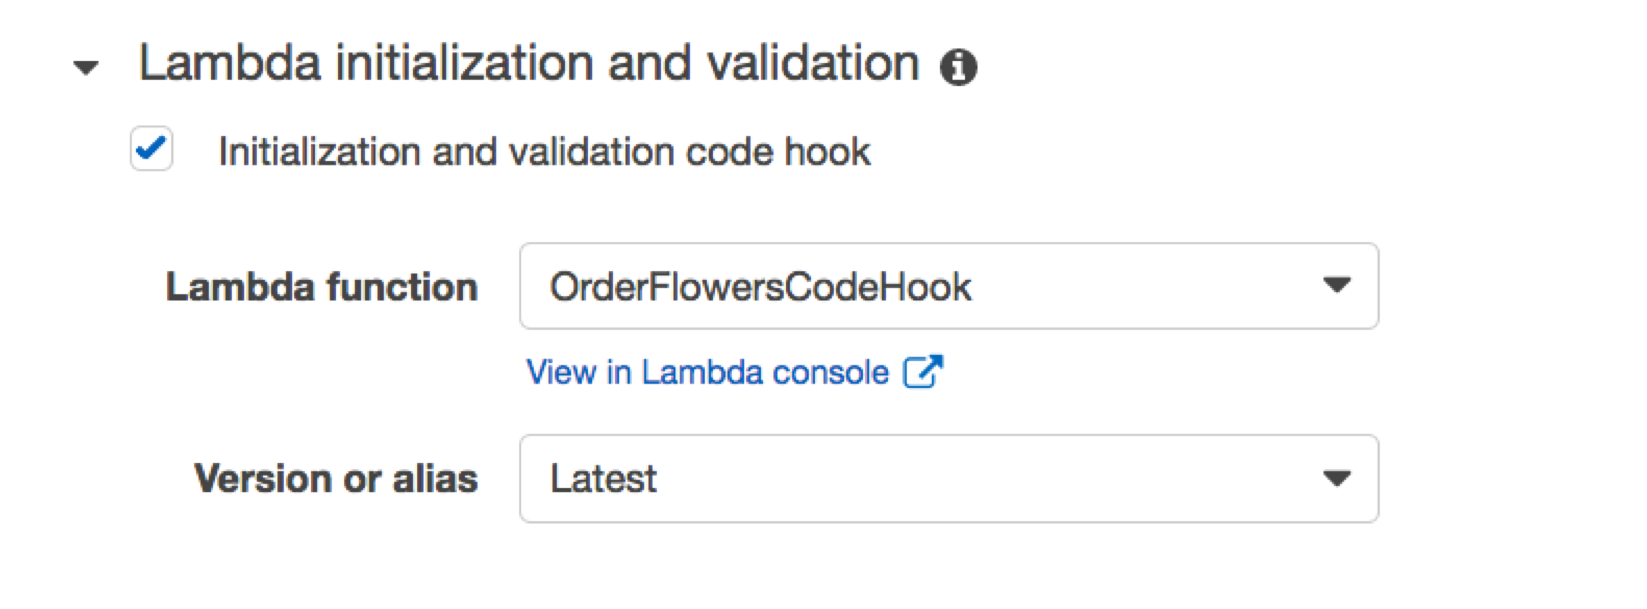 Lambda initialization and validation
Initialization and validation code hook
Lambda function OrderFlowersCodeHook
View in Lambda console
Version or alias Latest